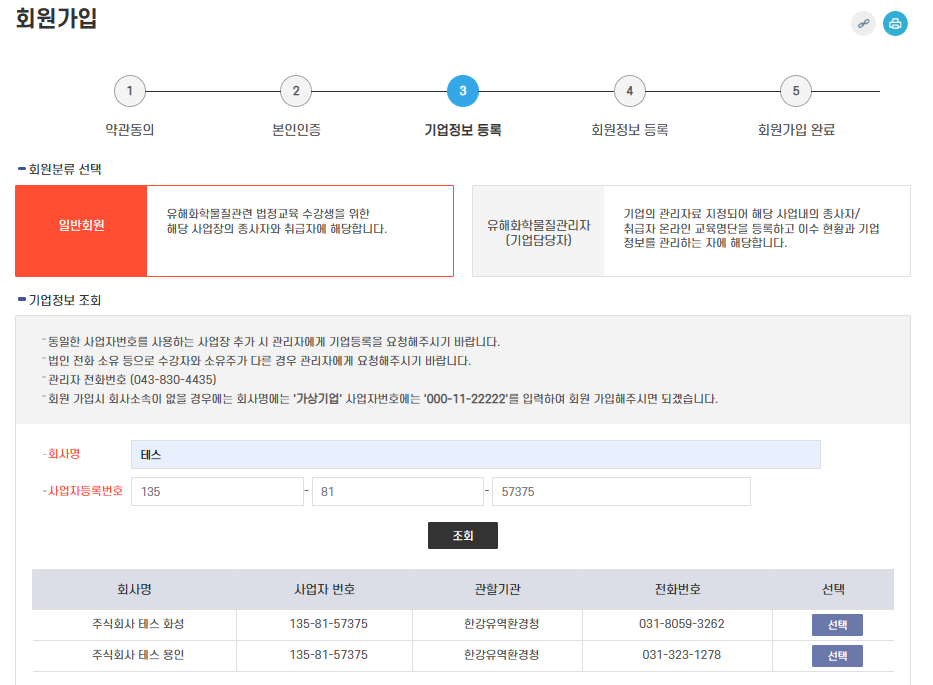 회원가입
1 2 3 4 5
약관동의 본인인증 기업정보 등록 회원정보 등록 회원가입 완료
회원분류 선택
일반회원
유해화학물질관련 법정교육 수강생을 위한
해당 사업장의 종사자와 취급자에 해당합니다.
유해화학물질관리자
(기업담당자)
기업의 관리자료 지정되어 해당 사업내의 종사자/
취급자 온라인 교육명단을 등록하고 이수 현황과 기업
정보를 관리하는 자에 해당합니다.
기업정보 조회
동일한 사업자번호를 사용하는 사업장 추가 시 관리자에게 기업등록을 요청해주시기 바랍니다.
법인 전화 소유 등으로 수강자와 소유주가 다른 경우 관리자에게 요청해주시기 바랍니다.
관리자 전화번호 (043-830-4435)
회원 가입시 회사소속이 없을 경우에는 회사명에는 '가상기업' 사업자번호에는 '000-11-22222'를 입력하여 회원 가입해주시면 되겠습니다.
회사명 테스
사업자등록번호 135 - 81 - 57375
조회
회사명 사업자 번호 관할기관 전화번호 선택
주식회사 테스 화성 135-81-57375 한강유역환경청 031-8059-3262 선택
주식회사 테스 용인 135-81-57375 한강유역환경청 031-323-1278 선택